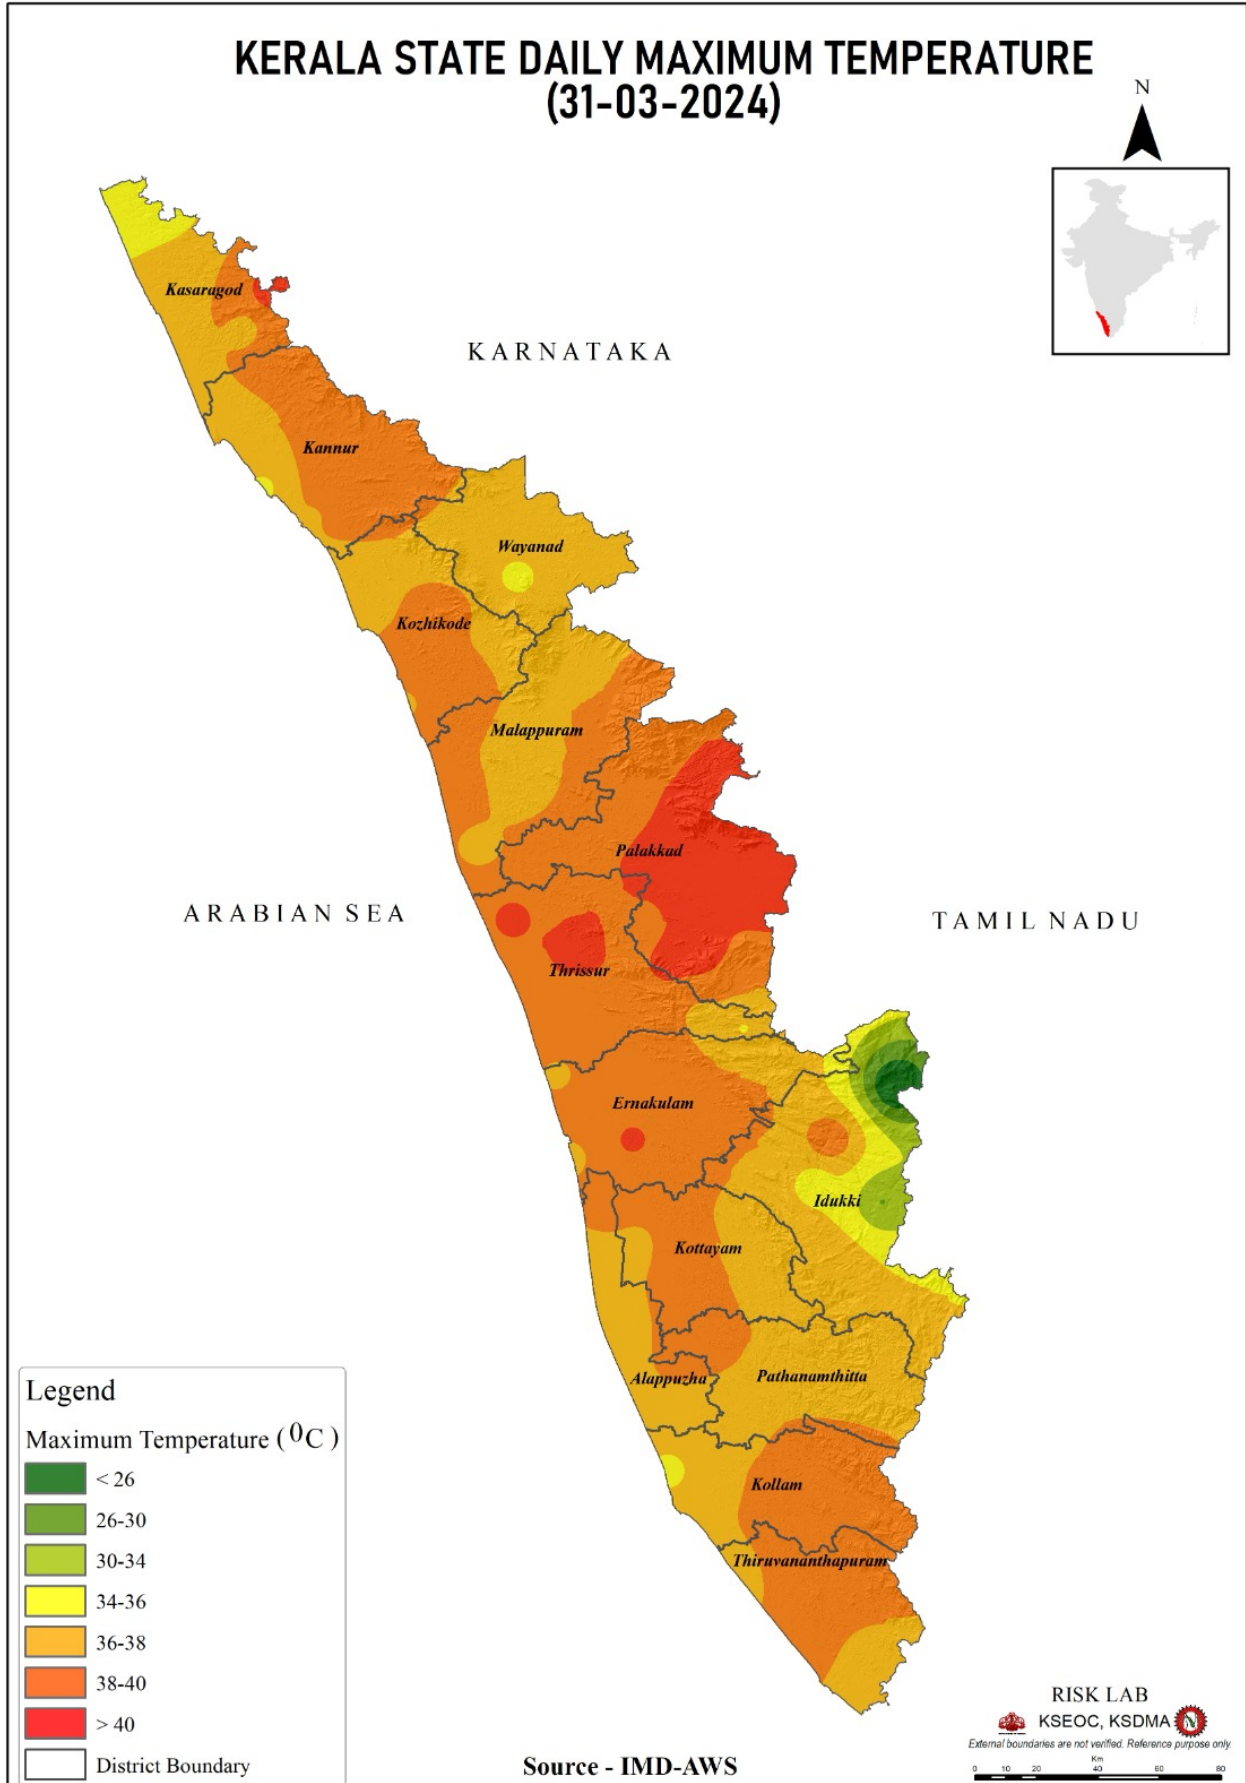 KERALA STATE DAILY MAXIMUM TEMPERATURE
(31-03-2024)
N
Kasaragod
KARNATAKA
Kannur
Wayanad
Kozhikode
Malappuram
Palakkad
ARABIAN SEA
TAMIL NADU
Thrissur
Ernakulam
Idukki
Kottayam
Alappuzha
Pathanamthitta
Kollam
Thiruvananthapuram
Legend
Maximum Temperature (⁰C)
< 26
26-30
30-34
34-36
36-38
38-40
> 40
District Boundary
Source - IMD-AWS
RISK LAB
KSEOC, KSDMA
External boundaries are not verified. Reference purpose only.
Km
0 10 20 40 60 80